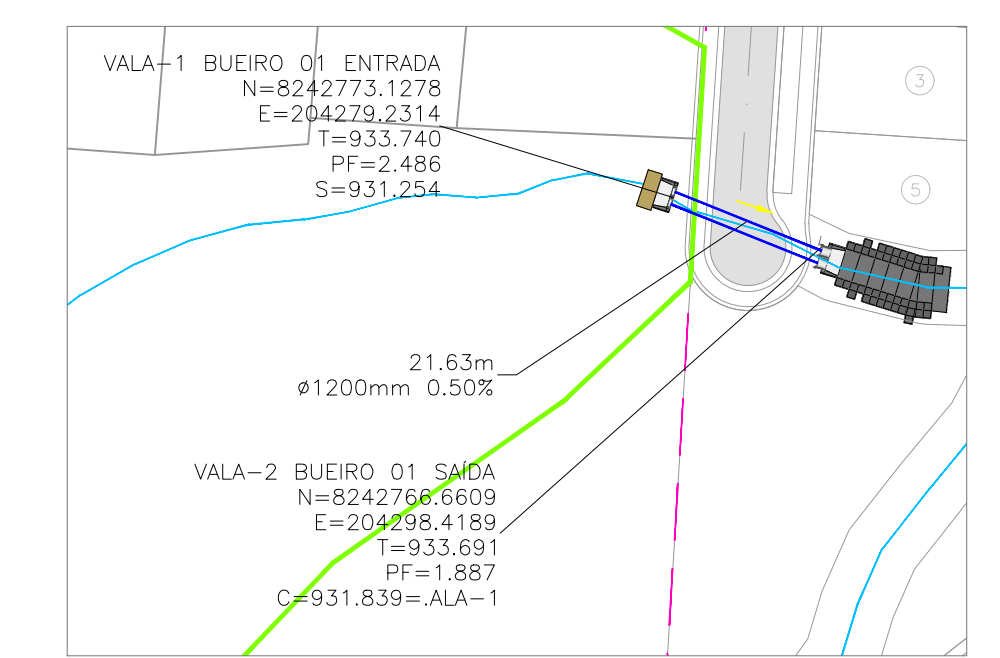 VALA-1 BUEIRO 01 ENTRADA
N=8242773.1278
E=204279.2314
T=933.740
PF=2.486
S=931.254
3
5
21.63m
ø1200mm 0.50%
VALA-2 BUEIRO 01 SAÍDA
N=8242766.6609
E=204298.4189
T=933.691
PF=1.887
C=931.839=.ALA-1